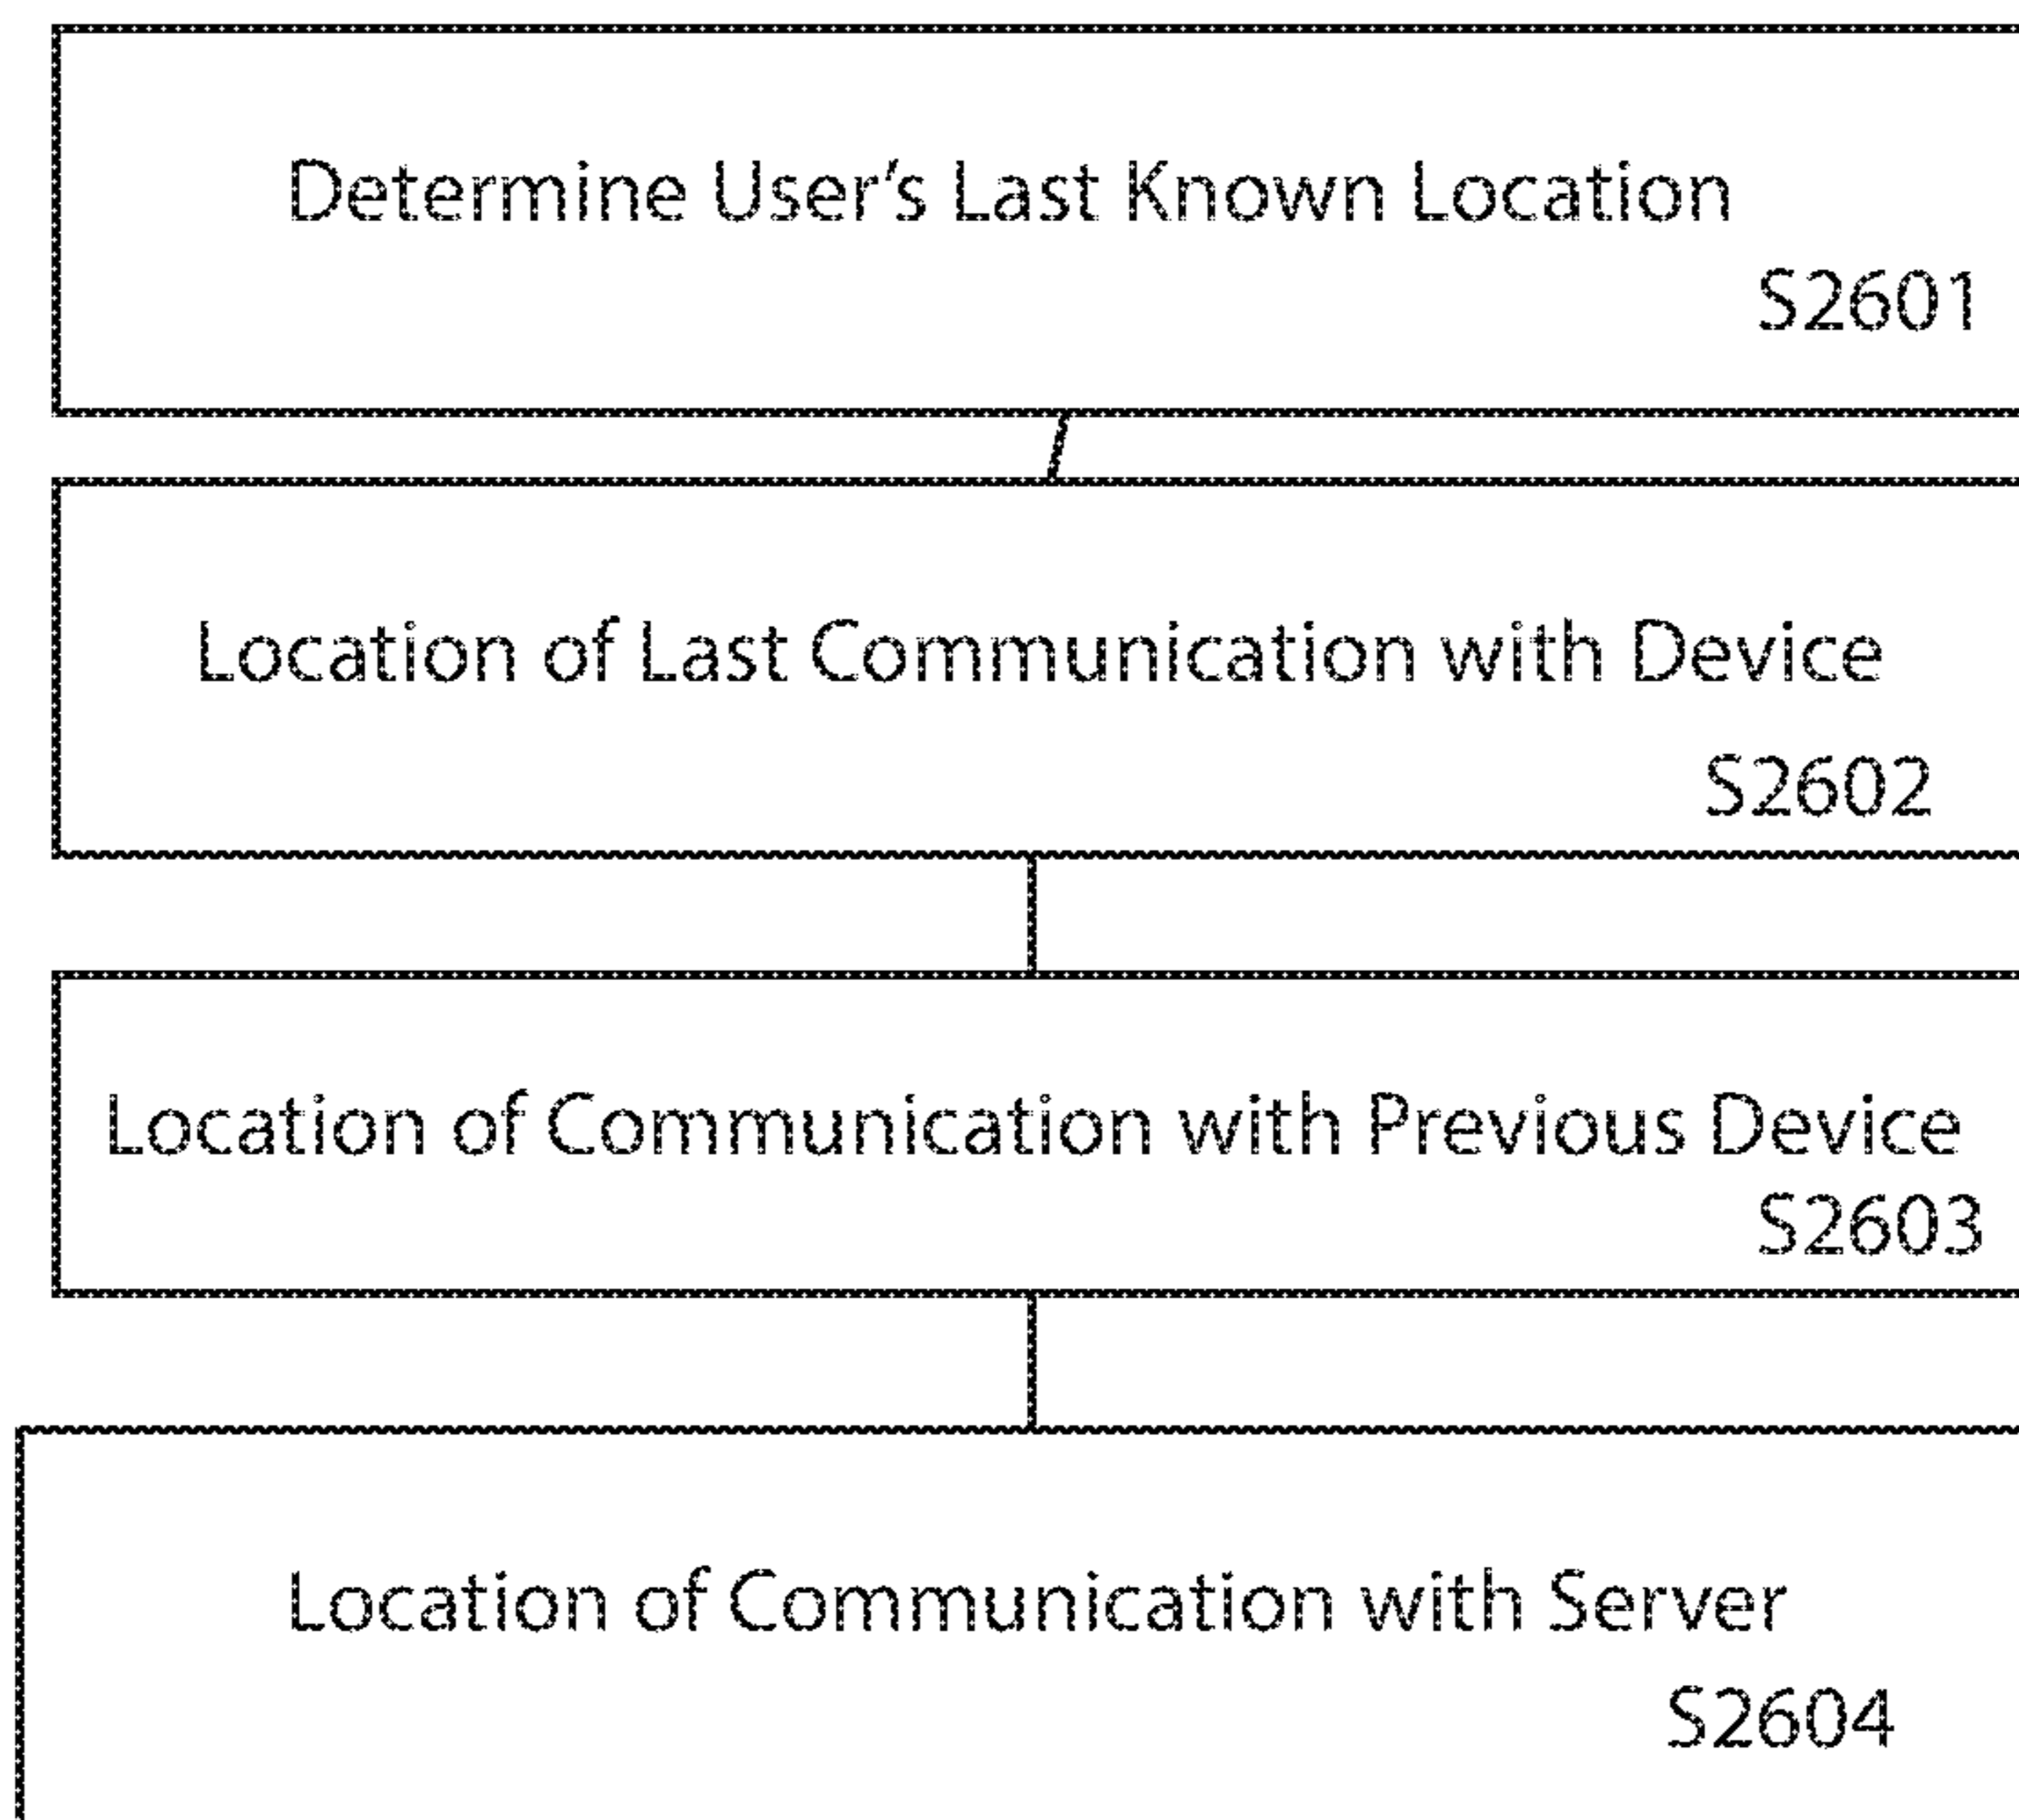 Determine User's Last Known Location
S2601
Location of Last Communication with Device
S2602
Location of Communication with Previous Device
S2603
Location of Communication with Server
S2604